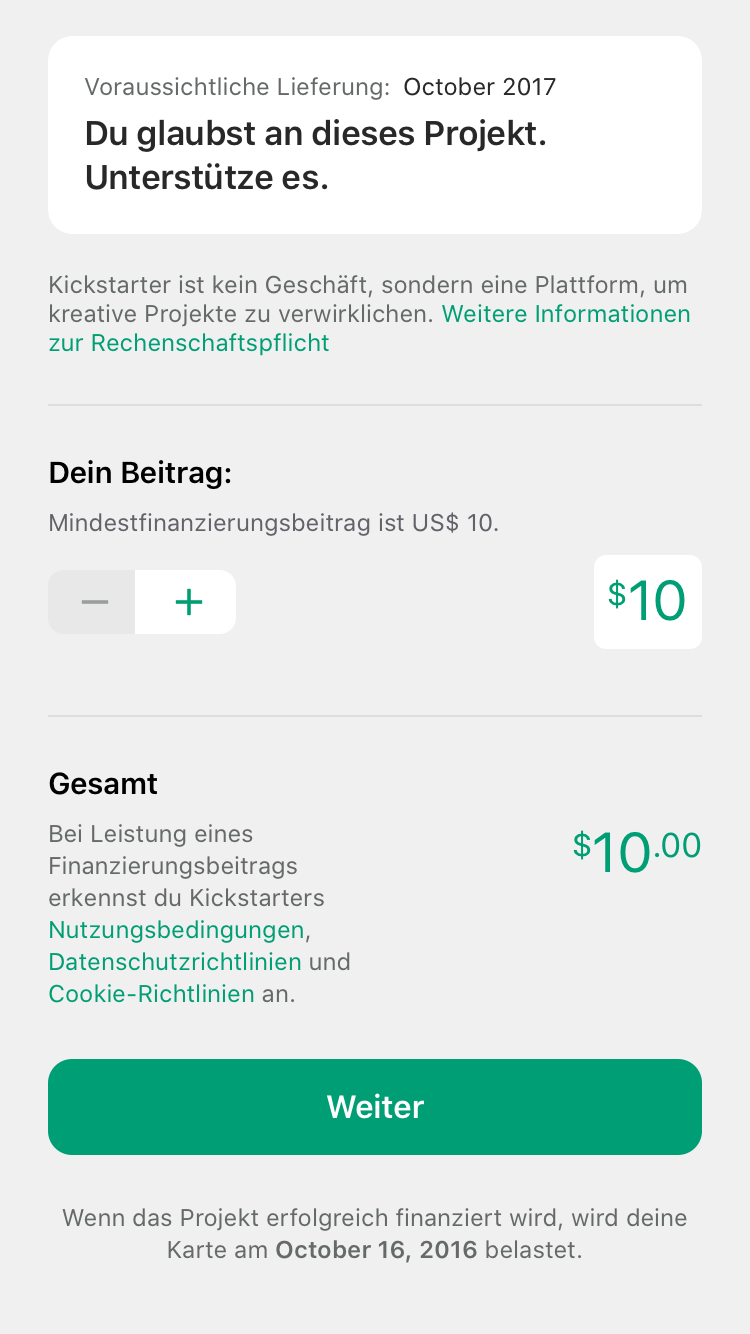 Voraussichtliche Lieferung: October 2017
Du glaubst an dieses Projekt.
Unterstütze es.
Kickstarter ist kein Geschäft, sondern eine Plattform, um
kreative Projekte zu verwirklichen. Weitere Informationen
zur Rechenschaftspflicht
Dein Beitrag:
Mindestfinanzierungsbeitrag ist US$ 10.
− +
$10
Gesamt
Bei Leistung eines
Finanzierungsbeitrags
erkennst du Kickstarters
Nutzungsbedingungen,
Datenschutzrichtlinien und
Cookie-Richtlinien an.
$10.00
Weiter
Wenn das Projekt erfolgreich finanziert wird, wird deine
Karte am October 16, 2016 belastet.